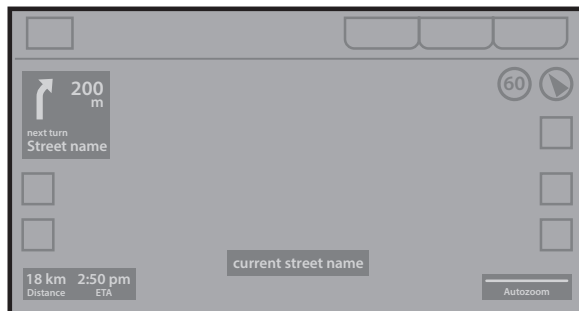 60
200
m
next turn
Street name
current street name
18 km 2:50 pm
Distance ETA
Autozoom